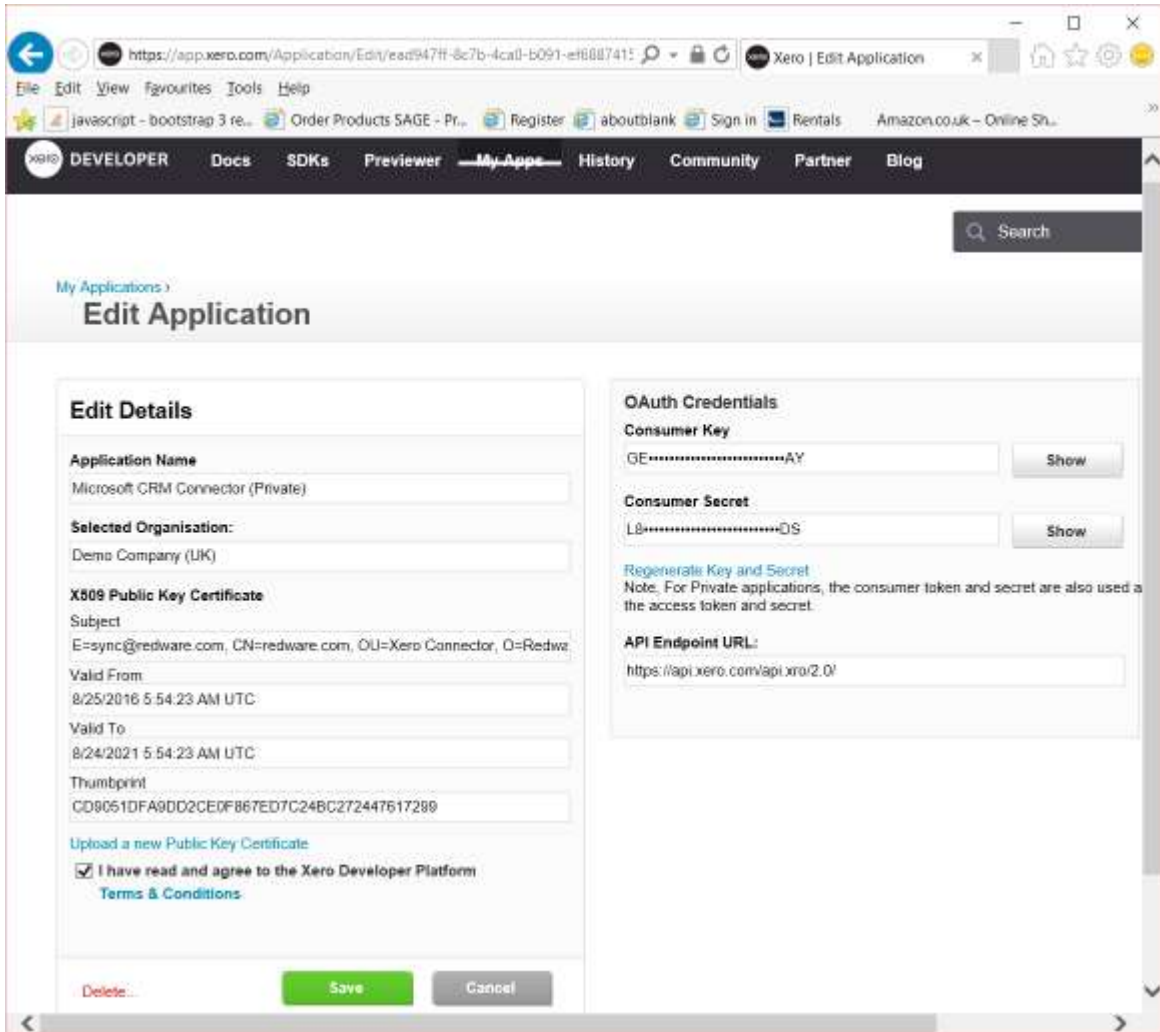 https://app.xero.com/Application/Edit/ead947ff-8c7b-4ca0-b091-ef6887415
Xero | Edit Application
File Edit View Favourites Tools Help
javascript - bootstrap 3 re... Order Products SAGE - Pr... Register aboutblank Sign in Rentals Amazon.co.uk – Online Sh...
xero DEVELOPER Docs SDKs Previewer My Apps History Community Partner Blog
Search
My Applications ›
Edit Application
Edit Details
Application Name
Microsoft CRM Connector (Private)
Selected Organisation:
Demo Company (UK)
X509 Public Key Certificate
Subject
E=sync@redware.com, CN=redware.com, OU=Xero Connector, O=Redwa
Valid From
8/25/2016 5:54:23 AM UTC
Valid To
8/24/2021 5:54:23 AM UTC
Thumbprint
CD9051DFA9DD2CE0F867ED7C24BC272447617299
Upload a new Public Key Certificate
I have read and agree to the Xero Developer Platform
Terms & Conditions
Delete...
Save
Cancel
OAuth Credentials
Consumer Key
GE••••••••••••••••••••••••••AY
Show
Consumer Secret
L8••••••••••••••••••••••••••DS
Show
Regenerate Key and Secret
Note, For Private applications, the consumer token and secret are also used a
the access token and secret.
API Endpoint URL:
https://api.xero.com/api.xro/2.0/